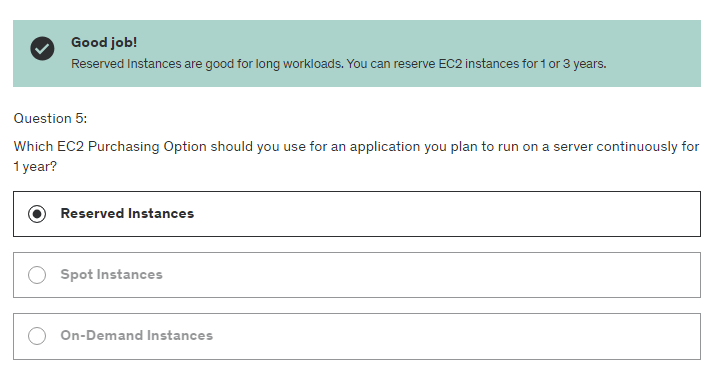 Good job!
Reserved Instances are good for long workloads. You can reserve EC2 instances for 1 or 3 years.
Question 5:
Which EC2 Purchasing Option should you use for an application you plan to run on a server continuously for
1 year?
Reserved Instances
Spot Instances
On-Demand Instances